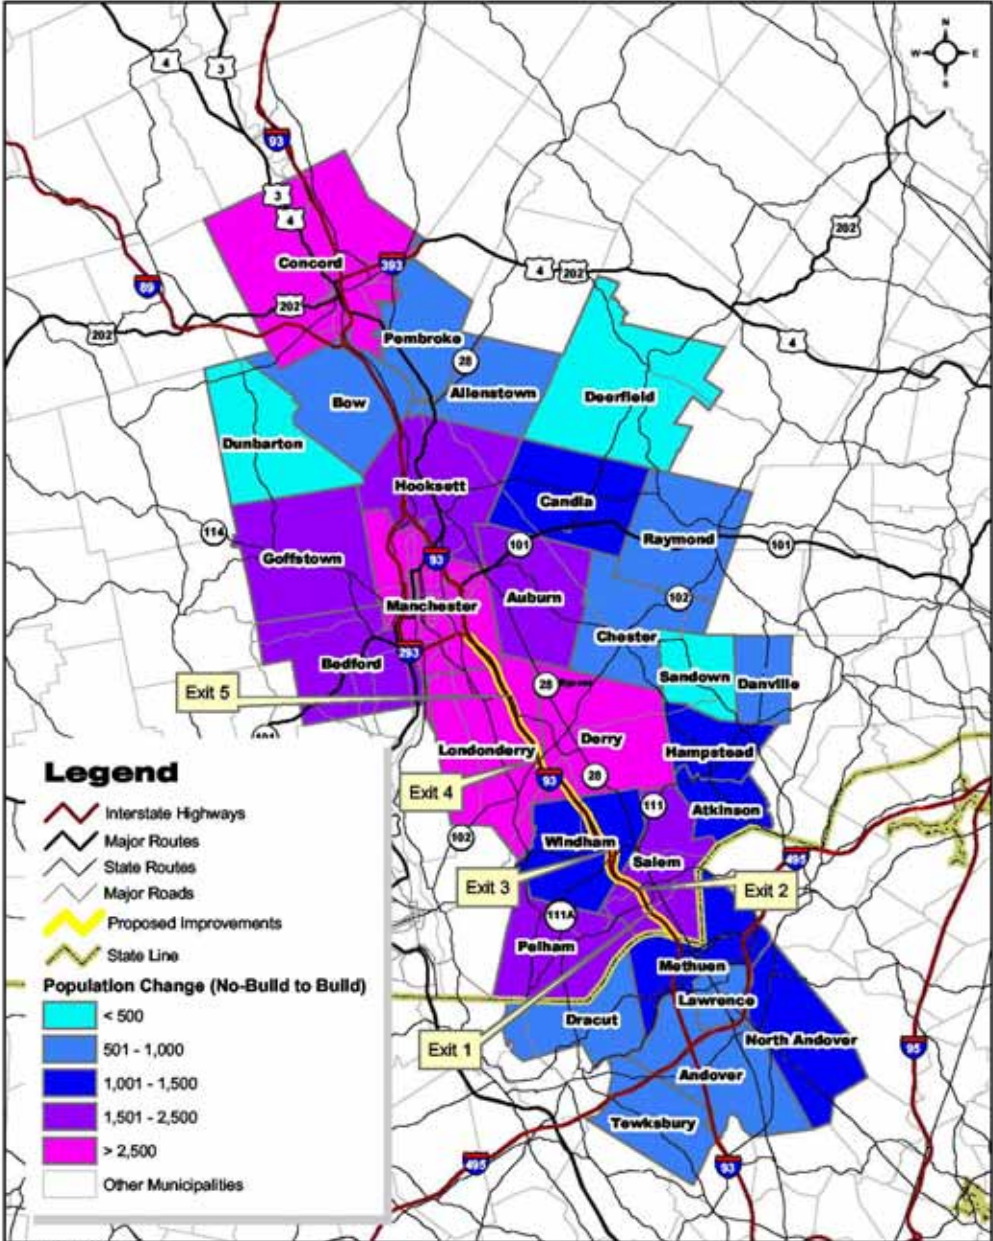 N
W E
S
4
3
93
3
4
202
Concord
393
4
202
89
202
202
4
Pembroke
28
Bow
Allenstown
Deerfield
Dunbarton
Hooksett
Candia
114
101
Raymond
101
Goffstown
93
Auburn
102
Manchester
Chester
293
Bedford
Sandown
Danville
Exit 5
28
101
Londonderry
Derry
Hampstead
93
28
Exit 4
111
Atkinson
102
Windham
Salem
495
Exit 3
Exit 2
111A
Pelham
Methuen
Lawrence
Dracut
North Andover
Exit 1
95
Andover
Tewksbury
495
93
Legend
Interstate Highways
Major Routes
State Routes
Major Roads
Proposed Improvements
State Line
Population Change (No-Build to Build)
< 500
501 - 1,000
1,001 - 1,500
1,501 - 2,500
> 2,500
Other Municipalities